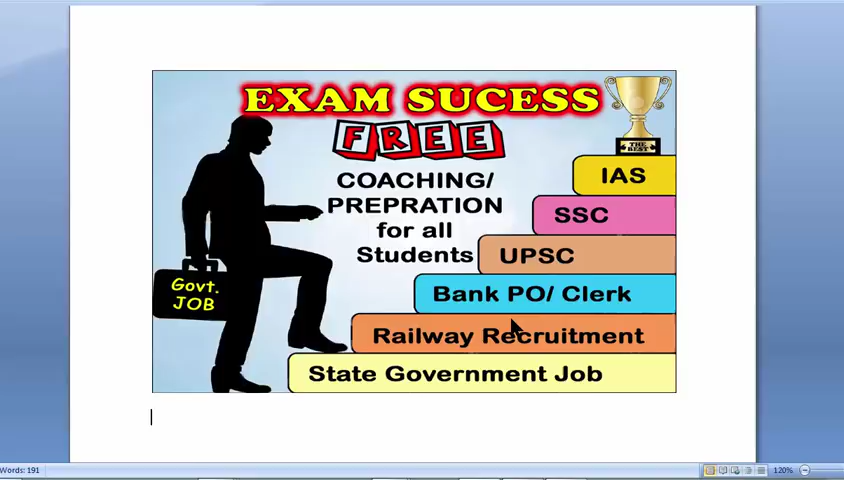 EXAM SUCESS
FREE
THE BEST
COACHING/
PREPRATION
for all
Students
IAS
SSC
UPSC
Bank PO/ Clerk
Railway Recruitment
State Government Job
Govt.
JOB
Words: 191
120%